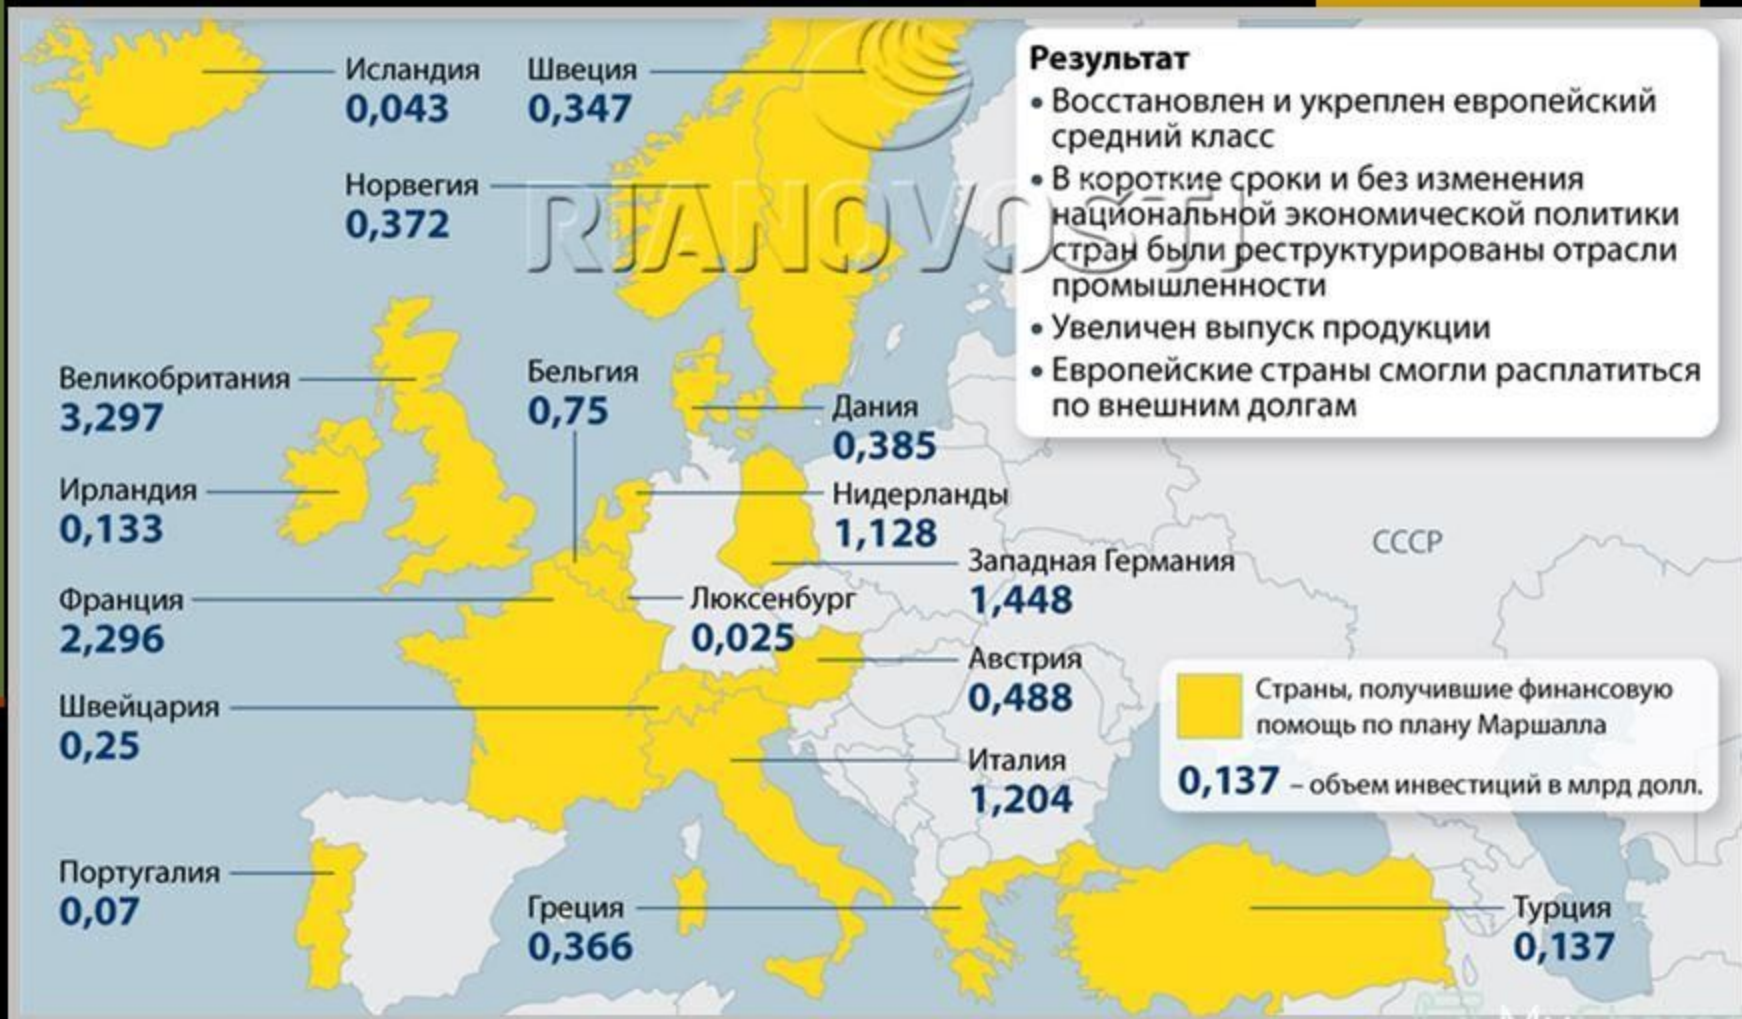 Исландия
0,043
Швеция
0,347
Норвегия
0,372
Результат
• Восстановлен и укреплен европейский
средний класс
• В короткие сроки и без изменения
национальной экономической политики
стран были реструктурированы отрасли
промышленности
• Увеличен выпуск продукции
• Европейские страны смогли расплатиться
по внешним долгам
RIANOVOSTI
Великобритания
3,297
Бельгия
0,75
Дания
0,385
Ирландия
0,133
Нидерланды
1,128
Западная Германия
1,448
СССР
Франция
2,296
Люксенбург
0,025
Австрия
0,488
Швейцария
0,25
Италия
1,204
Страны, получившие финансовую
помощь по плану Маршалла
0,137 – объем инвестиций в млрд долл.
Португалия
0,07
Греция
0,366
Турция
0,137